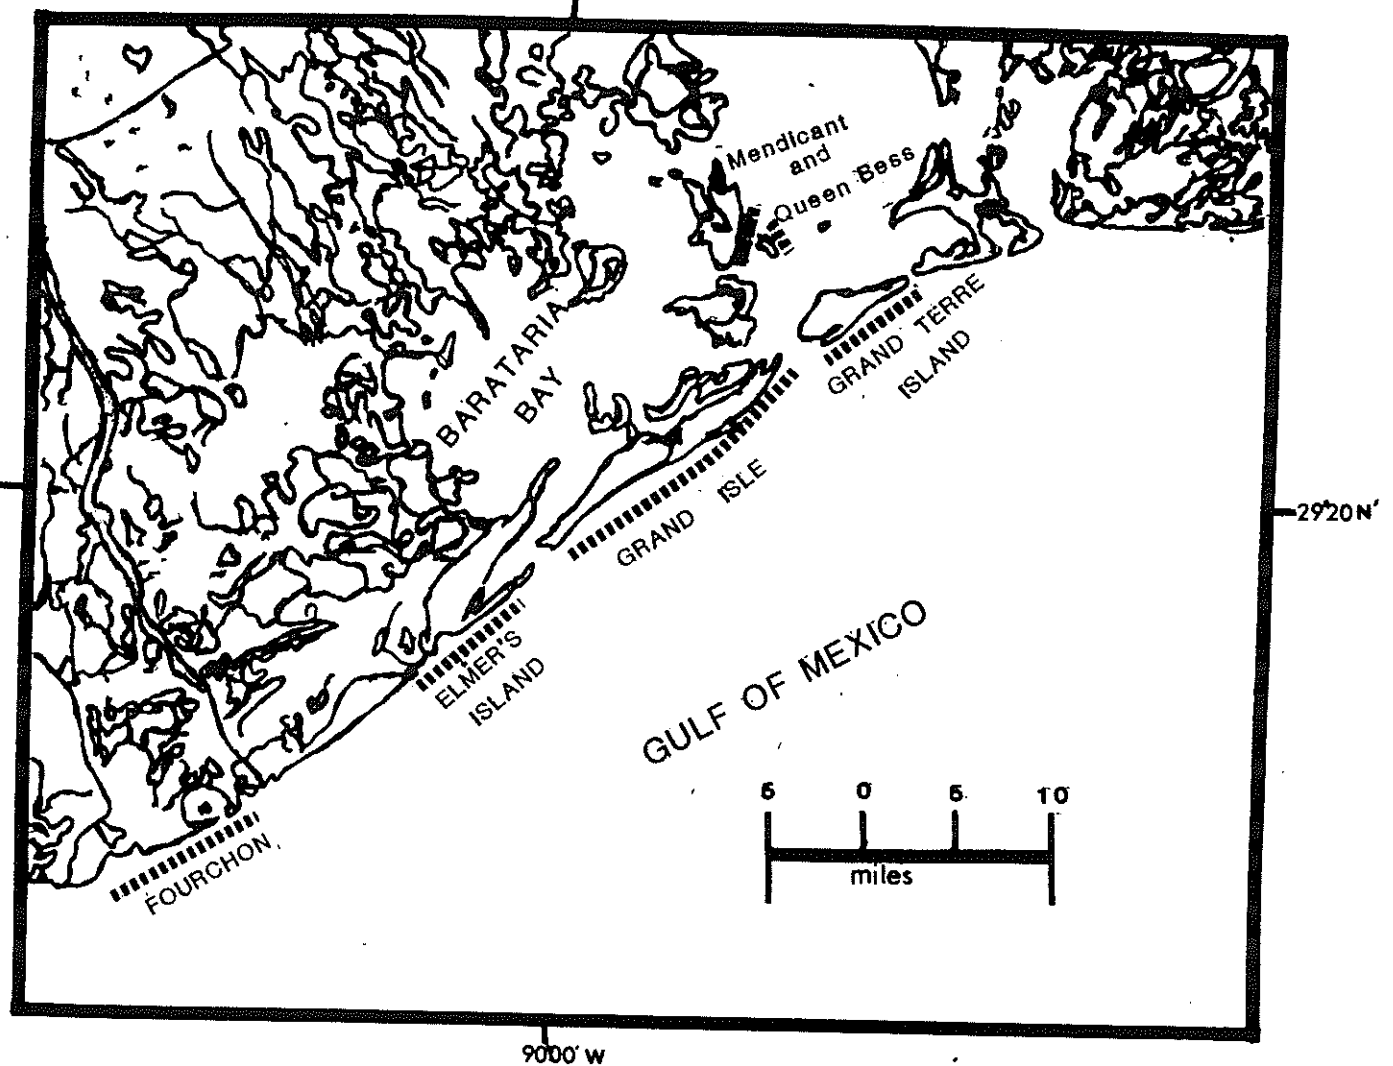 Mendicant
and
Queen Bess
BARATARIA
BAY
GRAND TERRE
ISLAND
GRAND ISLE
29°20 N'
ELMER'S
ISLAND
GULF OF MEXICO
5 0 5 10
miles
FOURCHON
90°00' W